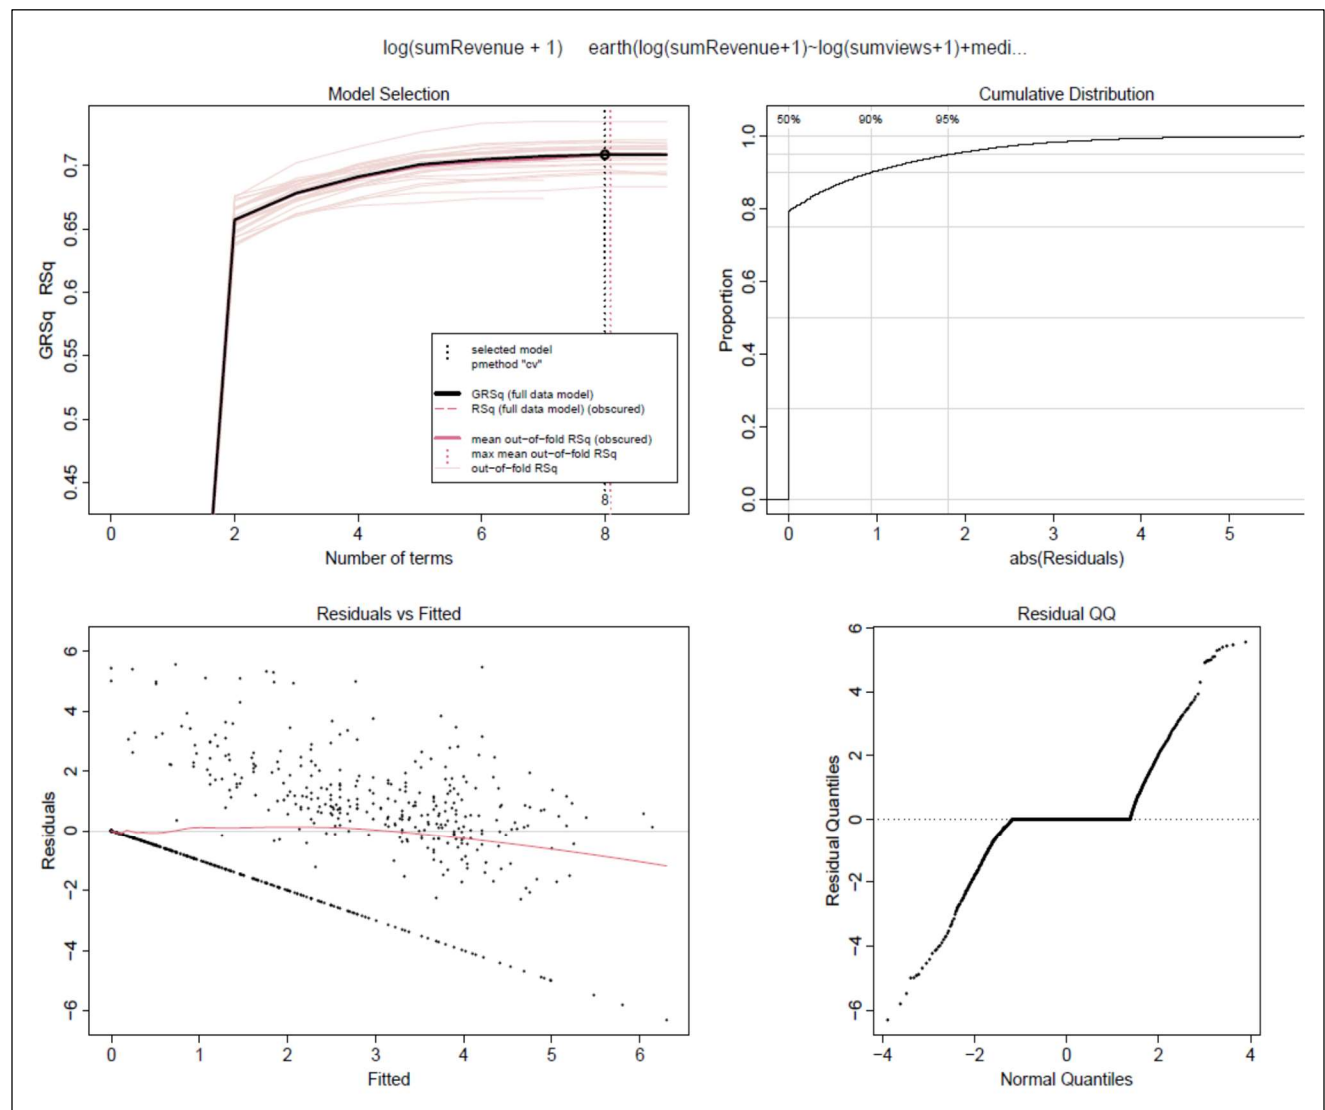 log(sumRevenue + 1) earth(log(sumRevenue+1)~log(sumviews+1)+medi...
Model Selection
GRSq RSq
0.45 0.5 0.55 0.6 0.65 0.7
selected model
pmethod "cv"
GRSq (full data model)
RSq (full data model) (obscured)
mean out−of−fold RSq (obscured)
max mean out−of−fold RSq
out−of−fold RSq
8
0 2 4 6 8
Number of terms
Cumulative Distribution
50% 90% 95%
Proportion
0.0 0.2 0.4 0.6 0.8 1.0
0 1 2 3 4 5
abs(Residuals)
Residuals vs Fitted
Residuals
−6 −4 −2 0 2 4 6
0 1 2 3 4 5 6
Fitted
Residual QQ
Residual Quantiles
−6 −4 −2 0 2 4 6
−4 −2 0 2 4
Normal Quantiles